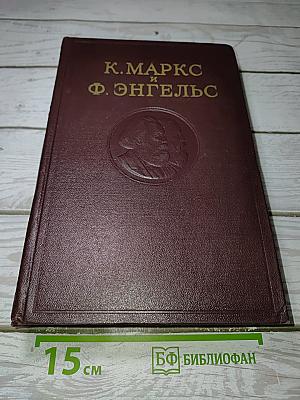 К. МАРКС
И
Ф. ЭНГЕЛЬС
15 см
БФ БИБЛИОФАН